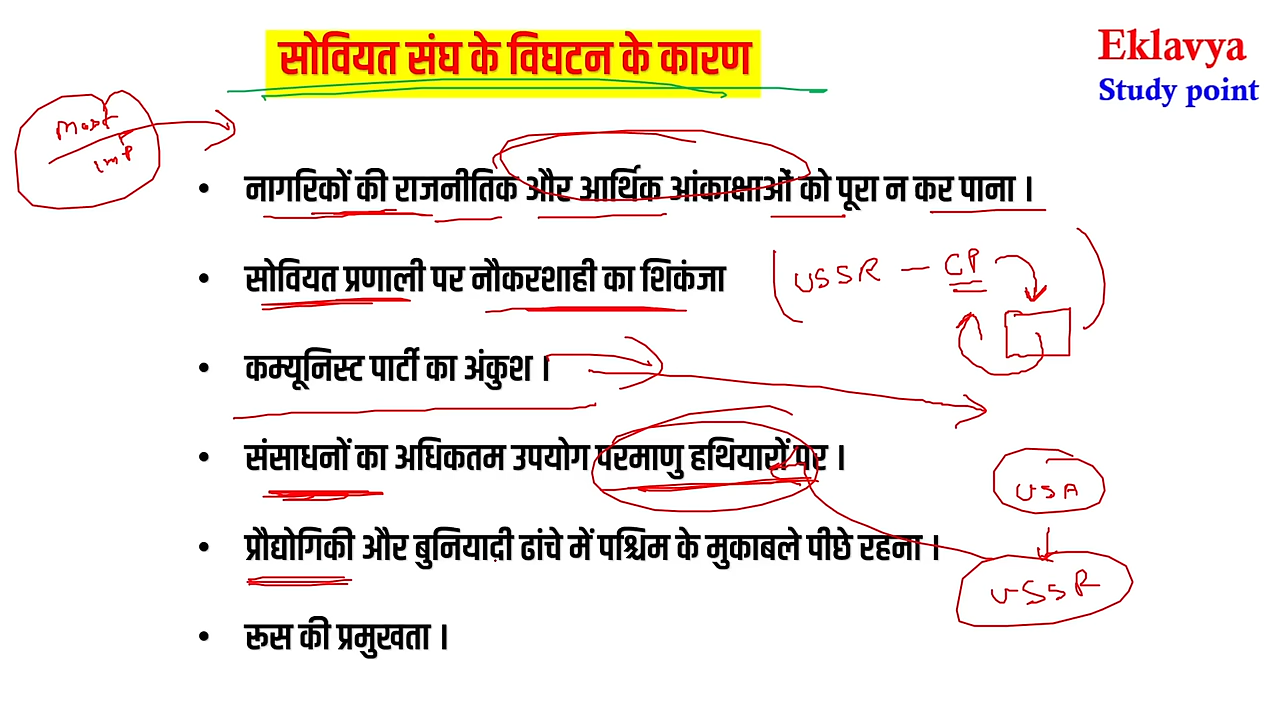 सोवियत संघ के विघटन के कारण
Eklavya
Study point
Most
Imp
• नागरिकों की राजनीतिक और आर्थिक आंकाक्षाओं को पूरा न कर पाना ।
• सोवियत प्रणाली पर नौकरशाही का शिकंजा
USSR — CP
• कम्यूनिस्ट पार्टी का अंकुश ।
• संसाधनों का अधिकतम उपयोग परमाणु हथियारों पर ।
USA
• प्रौद्योगिकी और बुनियादी ढांचे में पश्चिम के मुकाबले पीछे रहना ।
USSR
• रूस की प्रमुखता ।